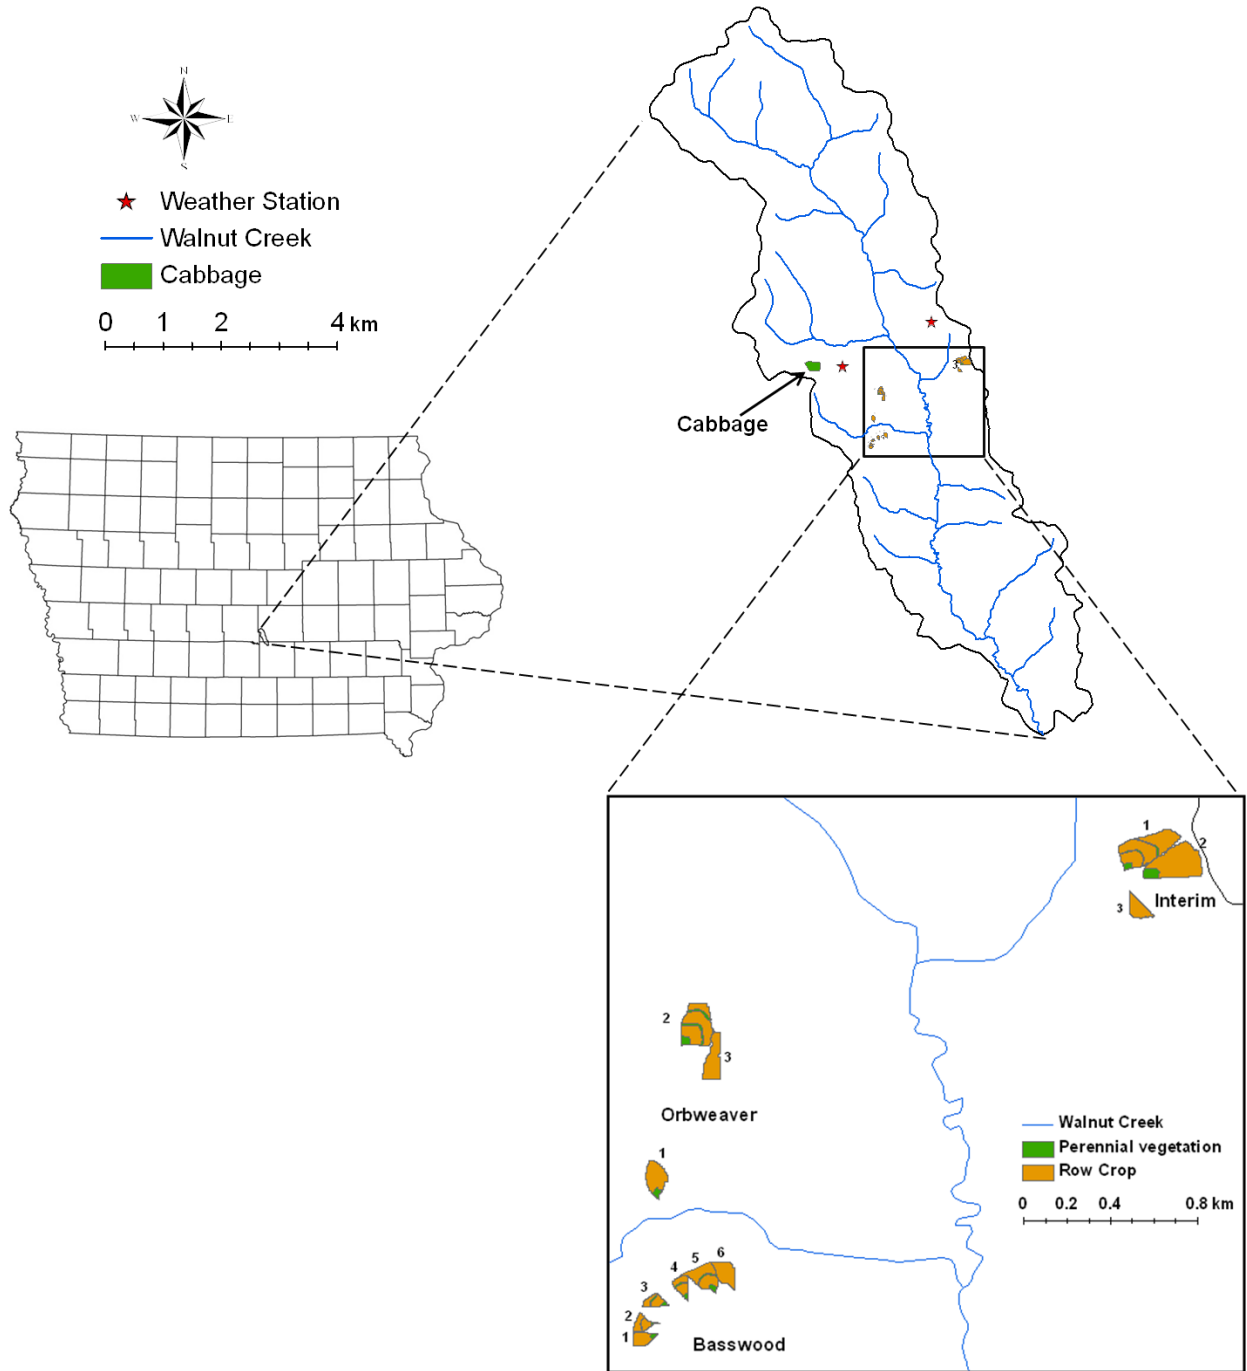 N
W E
S
Weather Station
Walnut Creek
Cabbage
0 1 2 4 km
3
Cabbage
1
2
3 Interim
2
3
Orbweaver
1
Walnut Creek
Perennial vegetation
Row Crop
0 0.2 0.4 0.8 km
4 5 6
3
2
1
Basswood